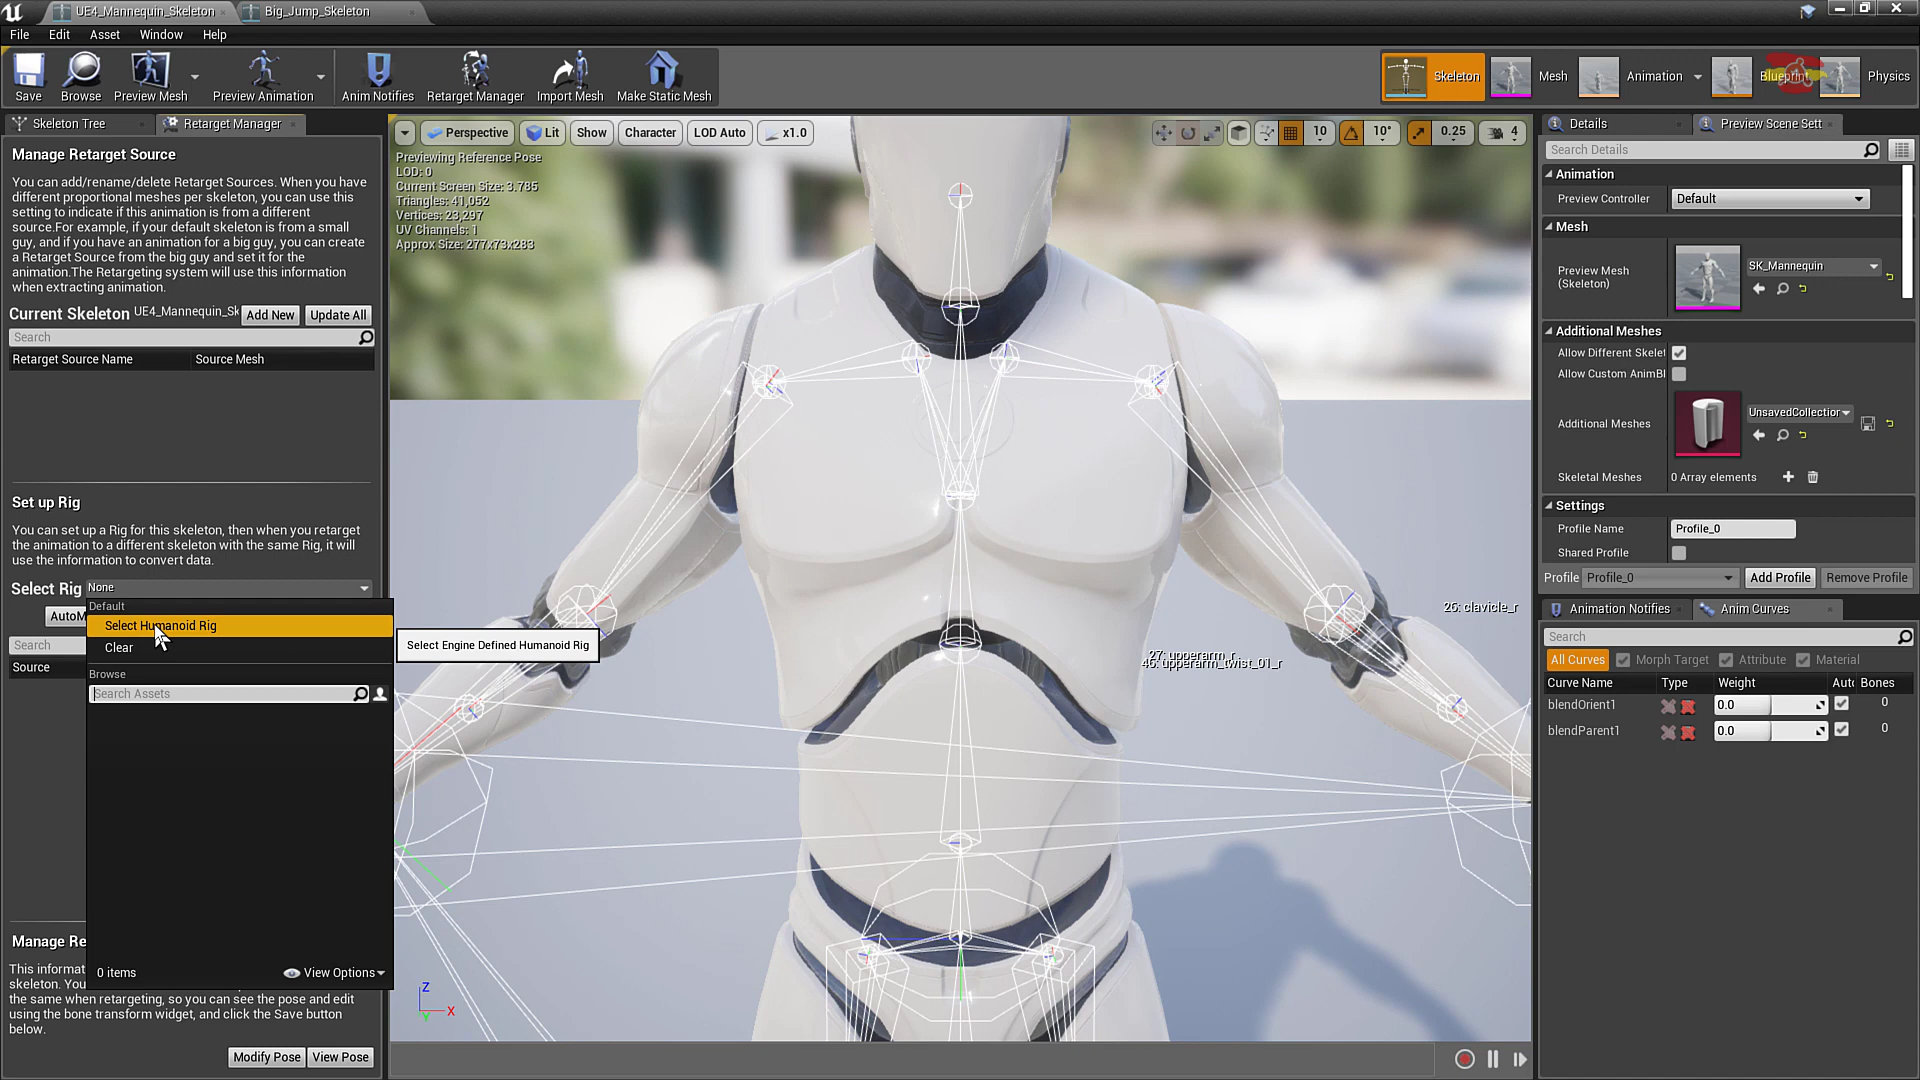 UE4_Mannequin_Skeleton
Big_Jump_Skeleton
File Edit Asset Window Help
Save Browse Preview Mesh Preview Animation Anim Notifies Retarget Manager Import Mesh Make Static Mesh
Skeleton Mesh Animation Blueprint Physics
Skeleton Tree
Retarget Manager
Manage Retarget Source
You can add/rename/delete Retarget Sources. When you have
different proportional meshes per skeleton, you can use this
setting to indicate if this animation is from a different
source.For example, if your default skeleton is from a small
guy, and if you have an animation for a big guy, you can create
a Retarget Source from the big guy and set it for the
animation.The Retargeting system will use this information
when extracting animation.
Current Skeleton UE4_Mannequin_Sk Add New Update All
Search
Retarget Source Name Source Mesh
Set up Rig
You can set up a Rig for this skeleton, then when you retarget
the animation to a different skeleton with the same Rig, it will
use the information to convert data.
Select Rig None
AutoM
Default
Select Humanoid Rig
Clear
Select Engine Defined Humanoid Rig
Search
Source
Browse
Search Assets
0 items View Options
Manage Re
This informat
skeleton. You
the same when retargeting, so you can see the pose and edit
using the bone transform widget, and click the Save button
below.
Modify Pose View Pose
Perspective Lit Show Character LOD Auto x1.0
10 10° 0.25 4
Previewing Reference Pose
LOD: 0
Current Screen Size: 3.785
Triangles: 41,052
Vertices: 23,297
UV Channels: 1
Approx Size: 277x73x283
26: clavicle_r
27: upperarm_r
46: upperarm_twist_01_r
Z
X
Y
Details
Preview Scene Sett
Search Details
Animation
Preview Controller Default
Mesh
Preview Mesh
(Skeleton)
SK_Mannequin
Additional Meshes
Allow Different Skelet
Allow Custom AnimBl
Additional Meshes UnsavedCollection
Skeletal Meshes 0 Array elements
Settings
Profile Name Profile_0
Shared Profile
Profile Profile_0 Add Profile Remove Profile
Animation Notifies
Anim Curves
Search
All Curves Morph Target Attribute Material
Curve Name Type Weight Auto Bones
blendOrient1 0.0 0
blendParent1 0.0 0